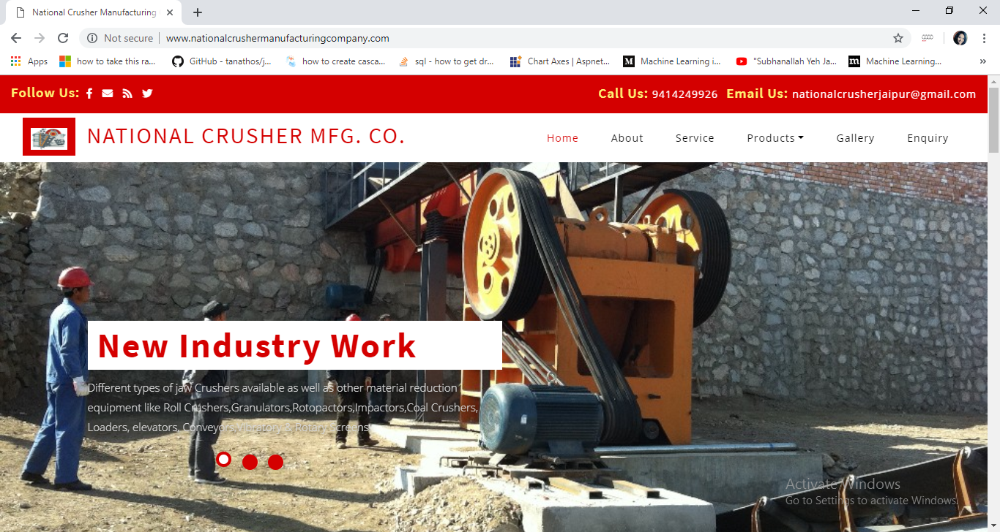 National Crusher Manufacturing
Not secure
www.nationalcrushermanufacturingcompany.com
Apps
how to take this ra...
GitHub - tanathos/j...
how to create casca...
sql - how to get dr...
Chart Axes | Aspnet...
M
Machine Learning i...
"Subhanallah Yeh Ja...
m
Machine Learning...
»
Follow Us:
Call Us: 9414249926 Email Us: nationalcrusherjaipur@gmail.com
NATIONAL CRUSHER MFG. CO.
Home
About
Service
Products
Gallery
Enquiry
New Industry Work
Different types of jaw Crushers available as well as other material reduction
equipment like Roll Crushers,Granulators,Rotopactors,Impactors,Coal Crushers,
Loaders, elevators, Conveyors,Vibratory & Rotary Screens
Activate Windows
Go to Settings to activate Windows.